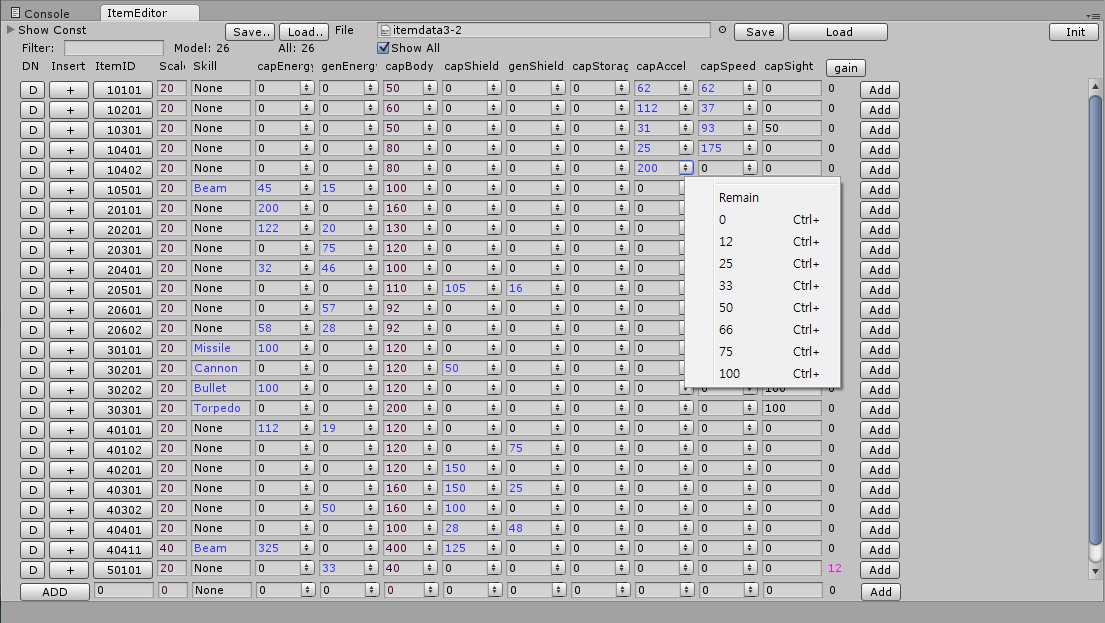 Console ItemEditor
Show Const Save.. Load.. File itemdata3-2 Save Load Init
Filter: Model: 26 All: 26 Show All
DN Insert ItemID Scale Skill capEnergy genEnergy capBody capShield genShield capStorag capAccel capSpeed capSight gain
D + 10101 20 None 0 0 50 0 0 0 62 62 0 0 Add
D + 10201 20 None 0 0 60 0 0 0 112 37 0 0 Add
D + 10301 20 None 0 0 50 0 0 0 31 93 50 0 Add
D + 10401 20 None 0 0 80 0 0 0 25 175 0 0 Add
D + 10402 20 None 0 0 80 0 0 0 200 0 0 0 Add
D + 10501 20 Beam 45 15 100 0 0 0 0 Add
D + 20101 20 None 200 0 160 0 0 0 0 Add
D + 20201 20 None 122 20 130 0 0 0 0 Add
D + 20301 20 None 0 75 120 0 0 0 0 Add
D + 20401 20 None 32 46 100 0 0 0 0 Add
D + 20501 20 None 0 0 110 105 16 0 0 Add
D + 20601 20 None 0 57 92 0 0 0 0 Add
D + 20602 20 None 58 28 92 0 0 0 0 Add
D + 30101 20 Missile 100 0 120 0 0 0 0 Add
D + 30201 20 Cannon 0 0 120 50 0 0 0 Add
D + 30202 20 Bullet 100 0 120 0 0 0 0 Add
D + 30301 20 Torpedo 0 0 200 0 0 0 0 0 100 0 Add
D + 40101 20 None 112 19 120 0 0 0 0 0 0 0 Add
D + 40102 20 None 0 0 120 0 75 0 0 0 0 0 Add
D + 40201 20 None 0 0 120 150 0 0 0 0 0 0 Add
D + 40301 20 None 0 0 160 150 25 0 0 0 0 0 Add
D + 40302 20 None 0 50 160 100 0 0 0 0 0 0 Add
D + 40401 20 None 0 0 100 28 48 0 0 0 0 0 Add
D + 40411 40 Beam 325 0 400 125 0 0 0 0 0 0 Add
D + 50101 20 None 0 33 40 0 0 0 0 0 0 12 Add
ADD 0 0 None 0 0 0 0 0 0 0 0 0 0 Add
Remain
0 Ctrl+
12 Ctrl+
25 Ctrl+
33 Ctrl+
50 Ctrl+
66 Ctrl+
75 Ctrl+
100 Ctrl+